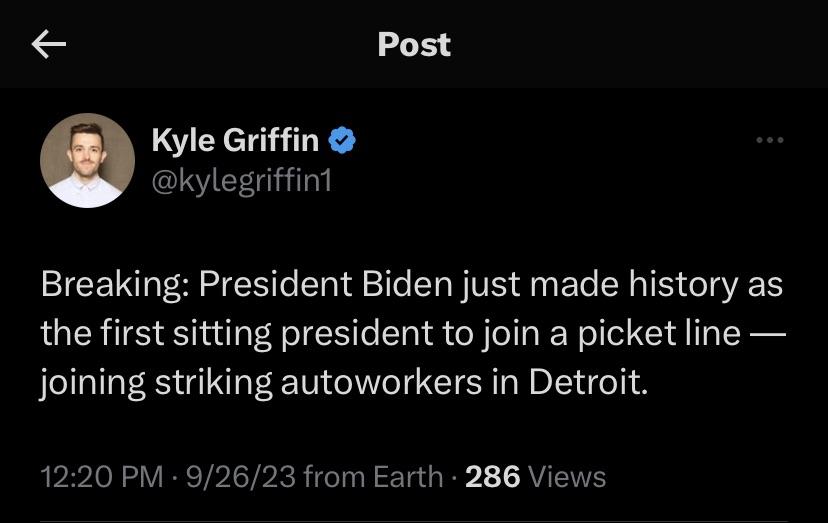 Post
Kyle Griffin
@kylegriffin1
Breaking: President Biden just made history as
the first sitting president to join a picket line —
joining striking autoworkers in Detroit.
12:20 PM · 9/26/23 from Earth · 286 Views